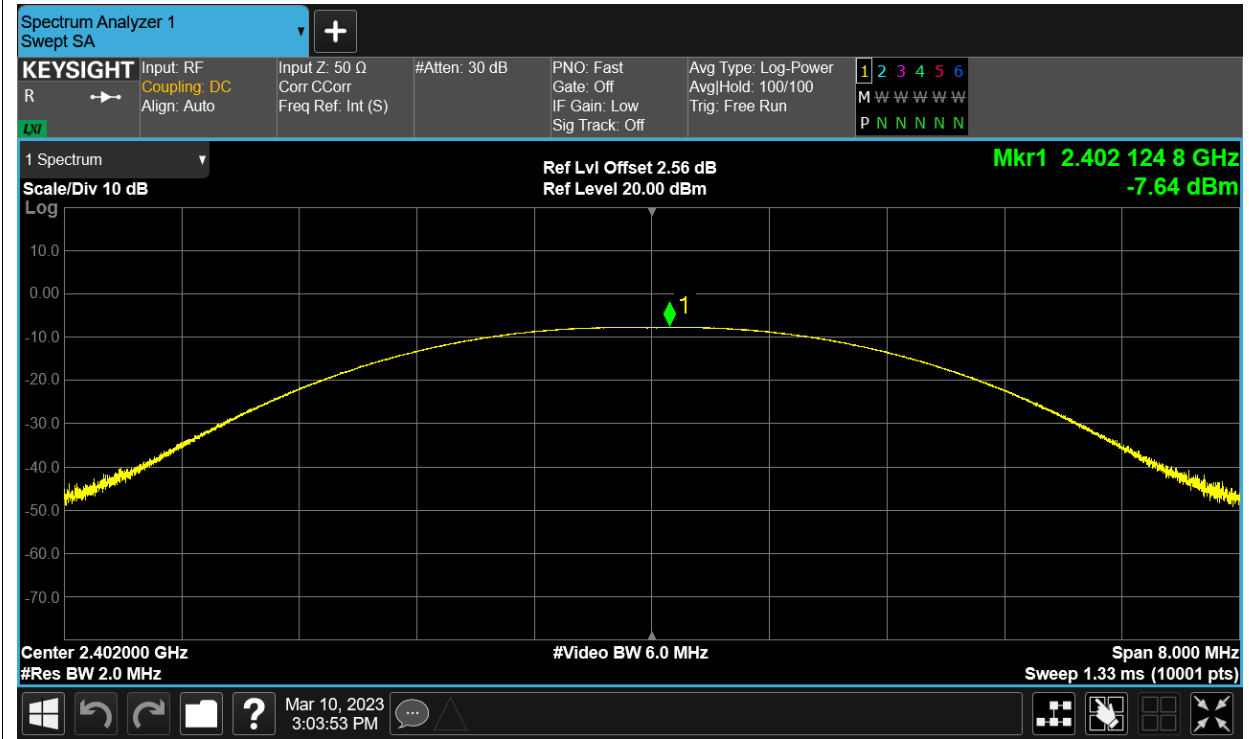 Spectrum Analyzer 1
Swept SA
+
KEYSIGHT
R
LXI
Input: RF
Coupling: DC
Align: Auto
Input Z: 50 Ω
Corr CCorr
Freq Ref: Int (S)
#Atten: 30 dB
PNO: Fast
Gate: Off
IF Gain: Low
Sig Track: Off
Avg Type: Log-Power
Avg|Hold: 100/100
Trig: Free Run
1 2 3 4 5 6
M W W W W W
P N N N N N
1 Spectrum
Scale/Div 10 dB
Log
Ref Lvl Offset 2.56 dB
Ref Level 20.00 dBm
Mkr1 2.402 124 8 GHz
-7.64 dBm
10.0
0.00
1
-10.0
-20.0
-30.0
-40.0
-50.0
-60.0
-70.0
Center 2.402000 GHz
#Video BW 6.0 MHz
Span 8.000 MHz
#Res BW 2.0 MHz
Sweep 1.33 ms (10001 pts)
?
Mar 10, 2023
3:03:53 PM